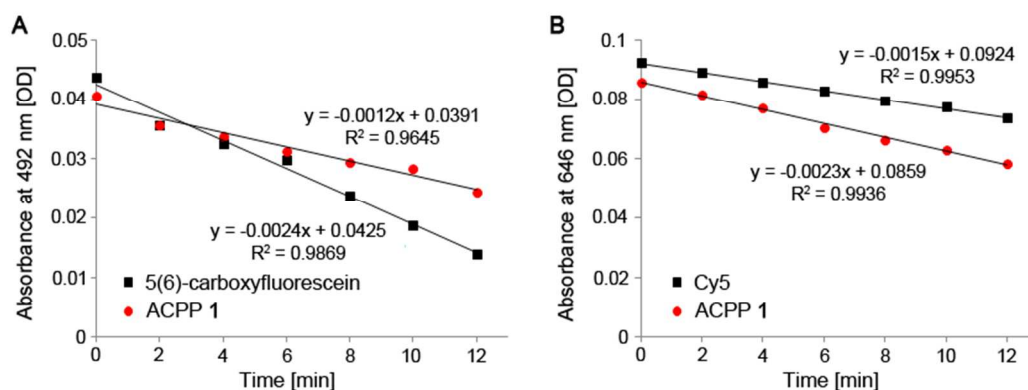 A
Absorbance at 492 nm [OD]
0.05
0.04
0.03
0.02
0.01
0
y = -0.0012x + 0.0391
R² = 0.9645
y = -0.0024x + 0.0425
R² = 0.9869
5(6)-carboxyfluorescein
ACPP 1
0 2 4 6 8 10 12
Time [min]
B
Absorbance at 646 nm [OD]
0.1
0.08
0.06
0.04
0.02
0
y = -0.0015x + 0.0924
R² = 0.9953
y = -0.0023x + 0.0859
R² = 0.9936
Cy5
ACPP 1
0 2 4 6 8 10 12
Time [min]